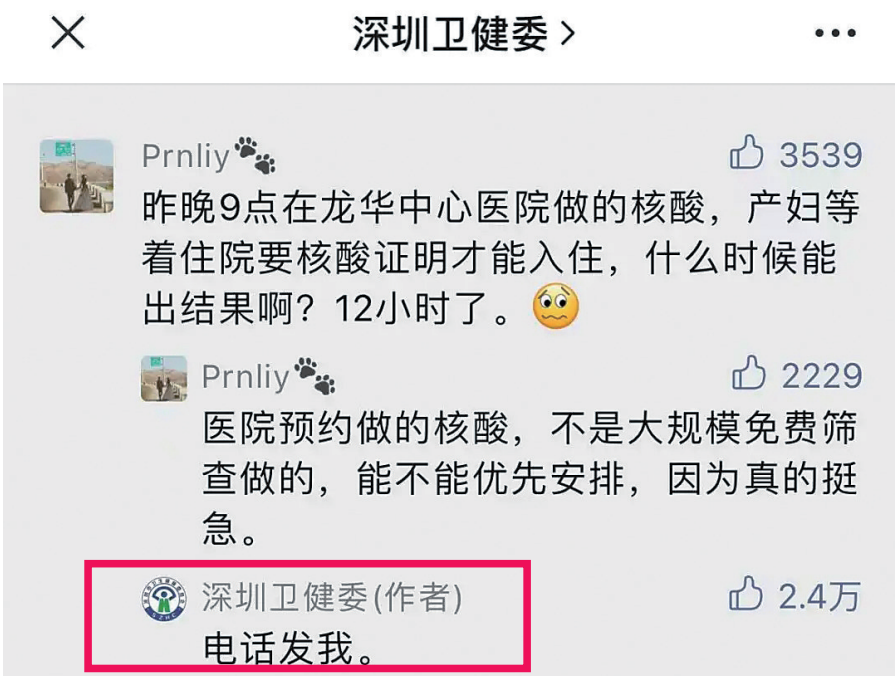 深圳卫健委
Prnliy
3539
昨晚9点在龙华中心医院做的核酸，产妇等
着住院要核酸证明才能入住，什么时候能
出结果啊？12小时了。
Prnliy
2229
医院预约做的核酸，不是大规模免费筛
查做的，能不能优先安排，因为真的挺
急。
深圳卫健委(作者)
2.4万
电话发我。